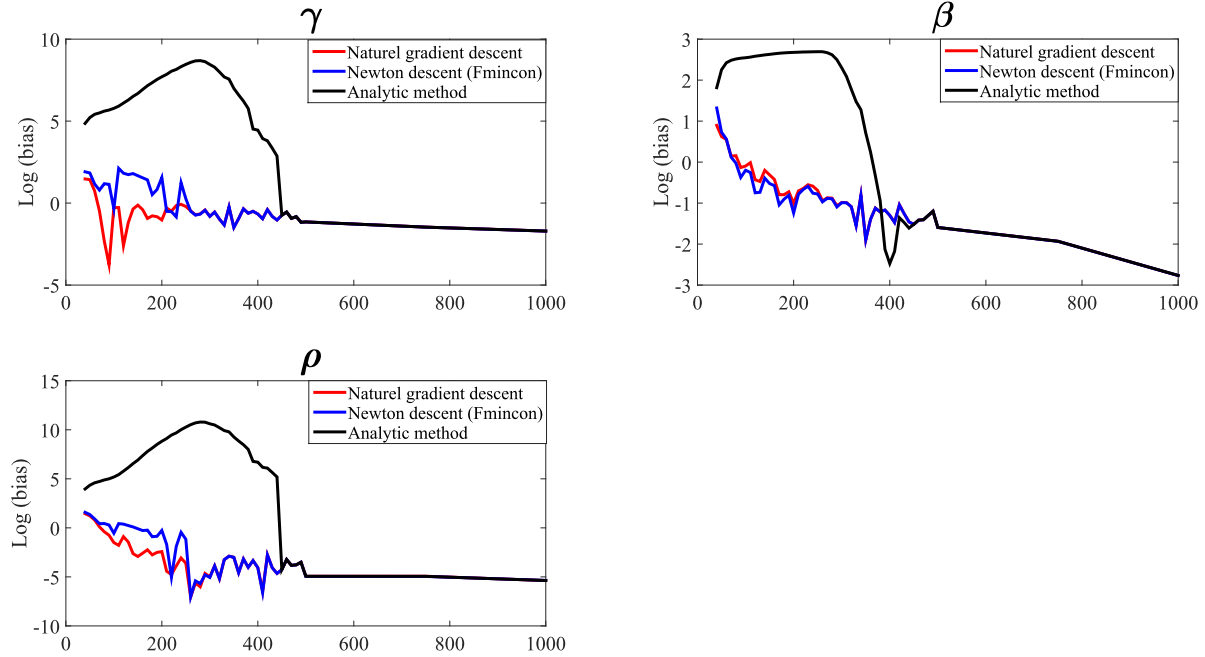 γ
10
5
0
-5
Log (bias)
0 200 400 600 800 1000
Naturel gradient descent
Newton descent (Fmincon)
Analytic method
β
3
2
1
0
-1
-2
-3
Log (bias)
0 200 400 600 800 1000
Naturel gradient descent
Newton descent (Fmincon)
Analytic method
ρ
15
10
5
0
-5
-10
Log (bias)
0 200 400 600 800 1000
Naturel gradient descent
Newton descent (Fmincon)
Analytic method